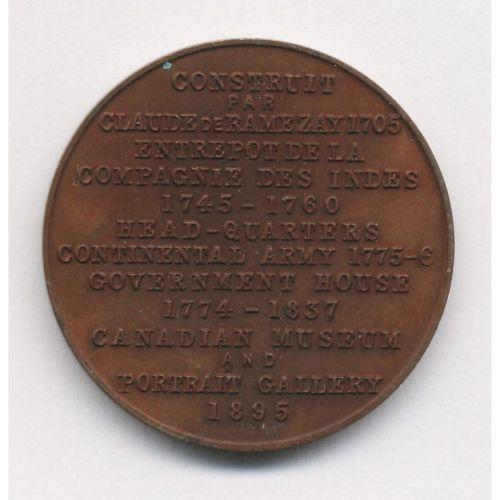 CONSTRUIT
PAR
CLAUDE DE RAMEZAY 1705
ENTREPOT DE LA
COMPAGNIE DES INDES
1745 - 1760
HEAD-QUARTERS
CONTINENTAL ARMY 1775-6
GOVERNMENT HOUSE
1774 - 1837
CANADIAN MUSEUM
AND
PORTRAIT GALLERY
1895